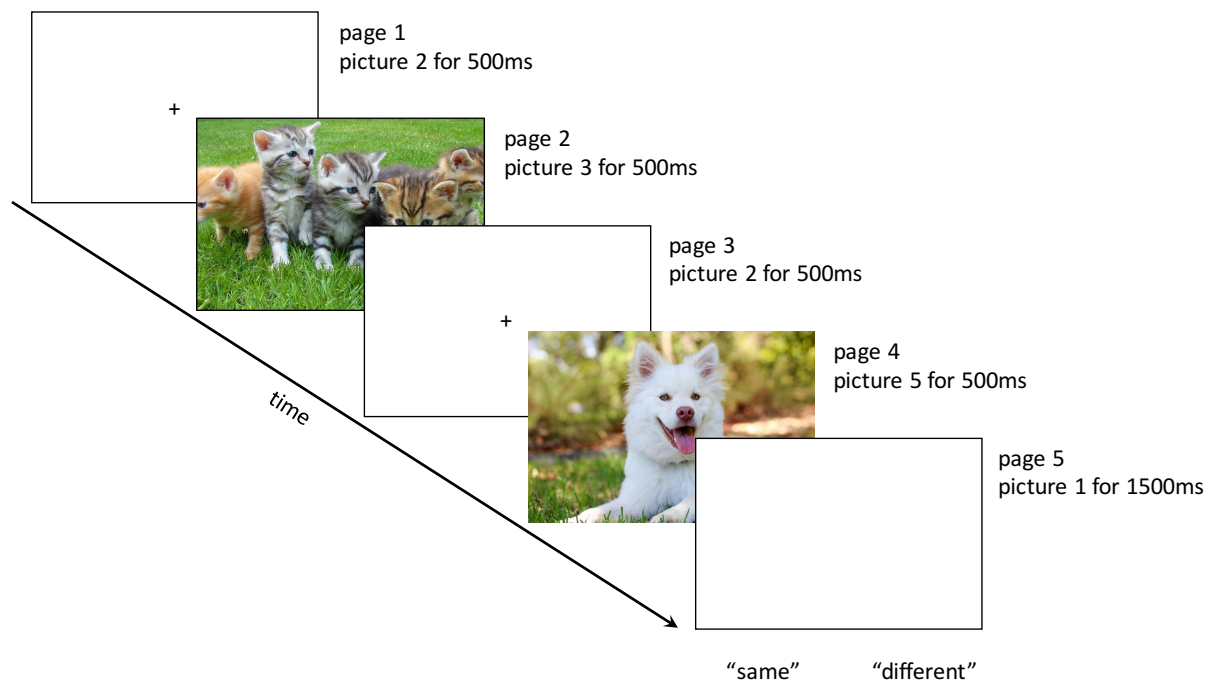 page 1
picture 2 for 500ms
+
page 2
picture 3 for 500ms
page 3
picture 2 for 500ms
+
page 4
picture 5 for 500ms
time
page 5
picture 1 for 1500ms
“same” “different”